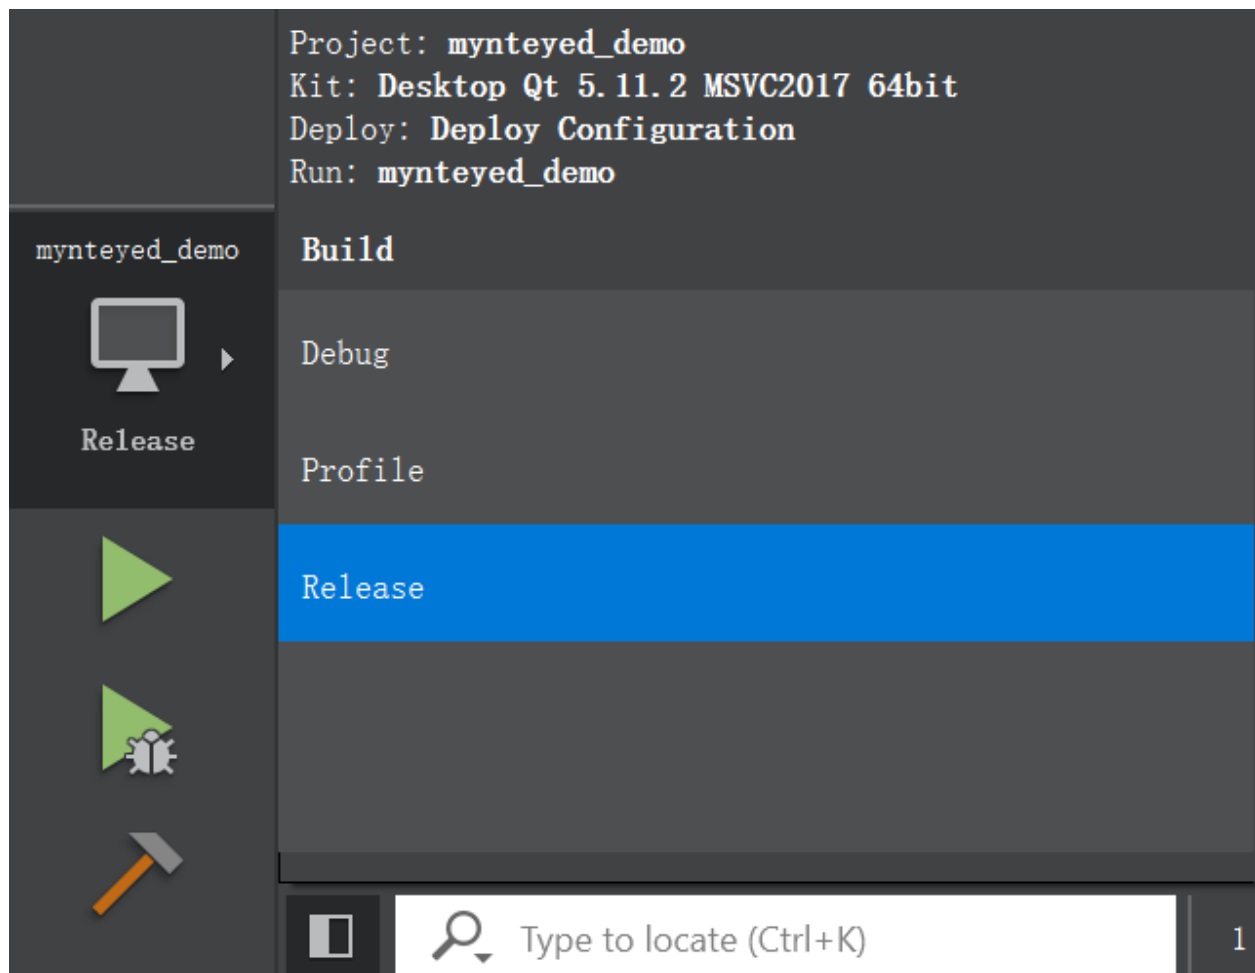 Project: mynteyed_demo
Kit: Desktop Qt 5.11.2 MSVC2017 64bit
Deploy: Deploy Configuration
Run: mynteyed_demo
mynteyed_demo
Build
Debug
Release
Profile
Release
Type to locate (Ctrl+K)
1